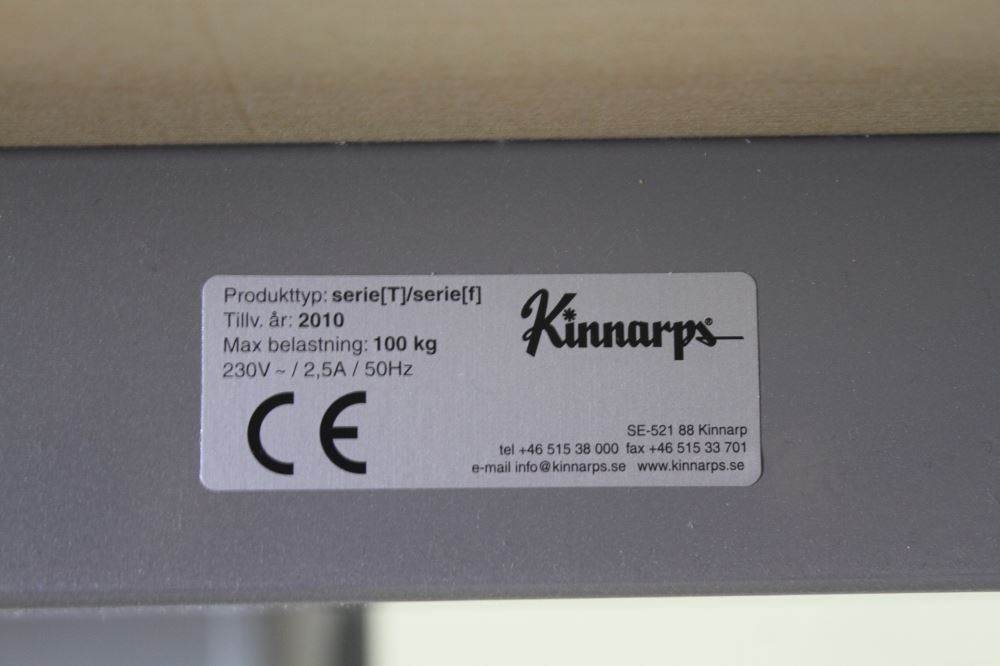 Produkttyp: serie[T]/serie[f]
Tillv. år: 2010
Max belastning: 100 kg
230V ~ / 2,5A / 50Hz
CE
Kinnarps®
SE-521 88 Kinnarp
tel +46 515 38 000 fax +46 515 33 701
e-mail info@kinnarps.se www.kinnarps.se